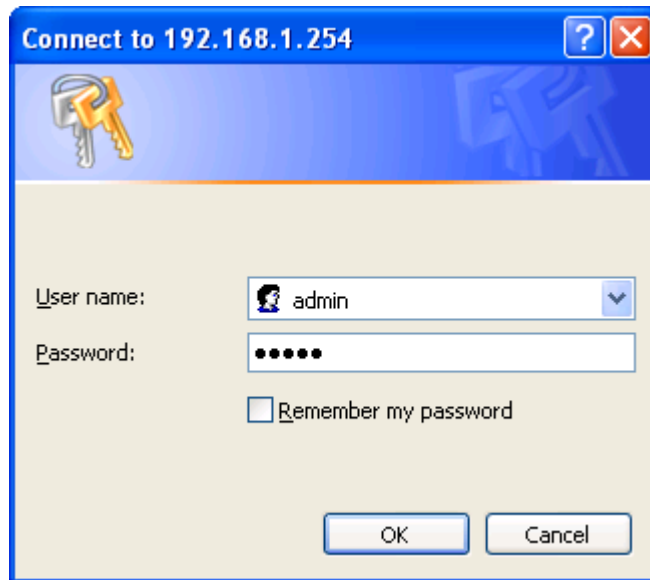 Connect to 192.168.1.254
User name:
admin
Password:
•••••
Remember my password
OK
Cancel